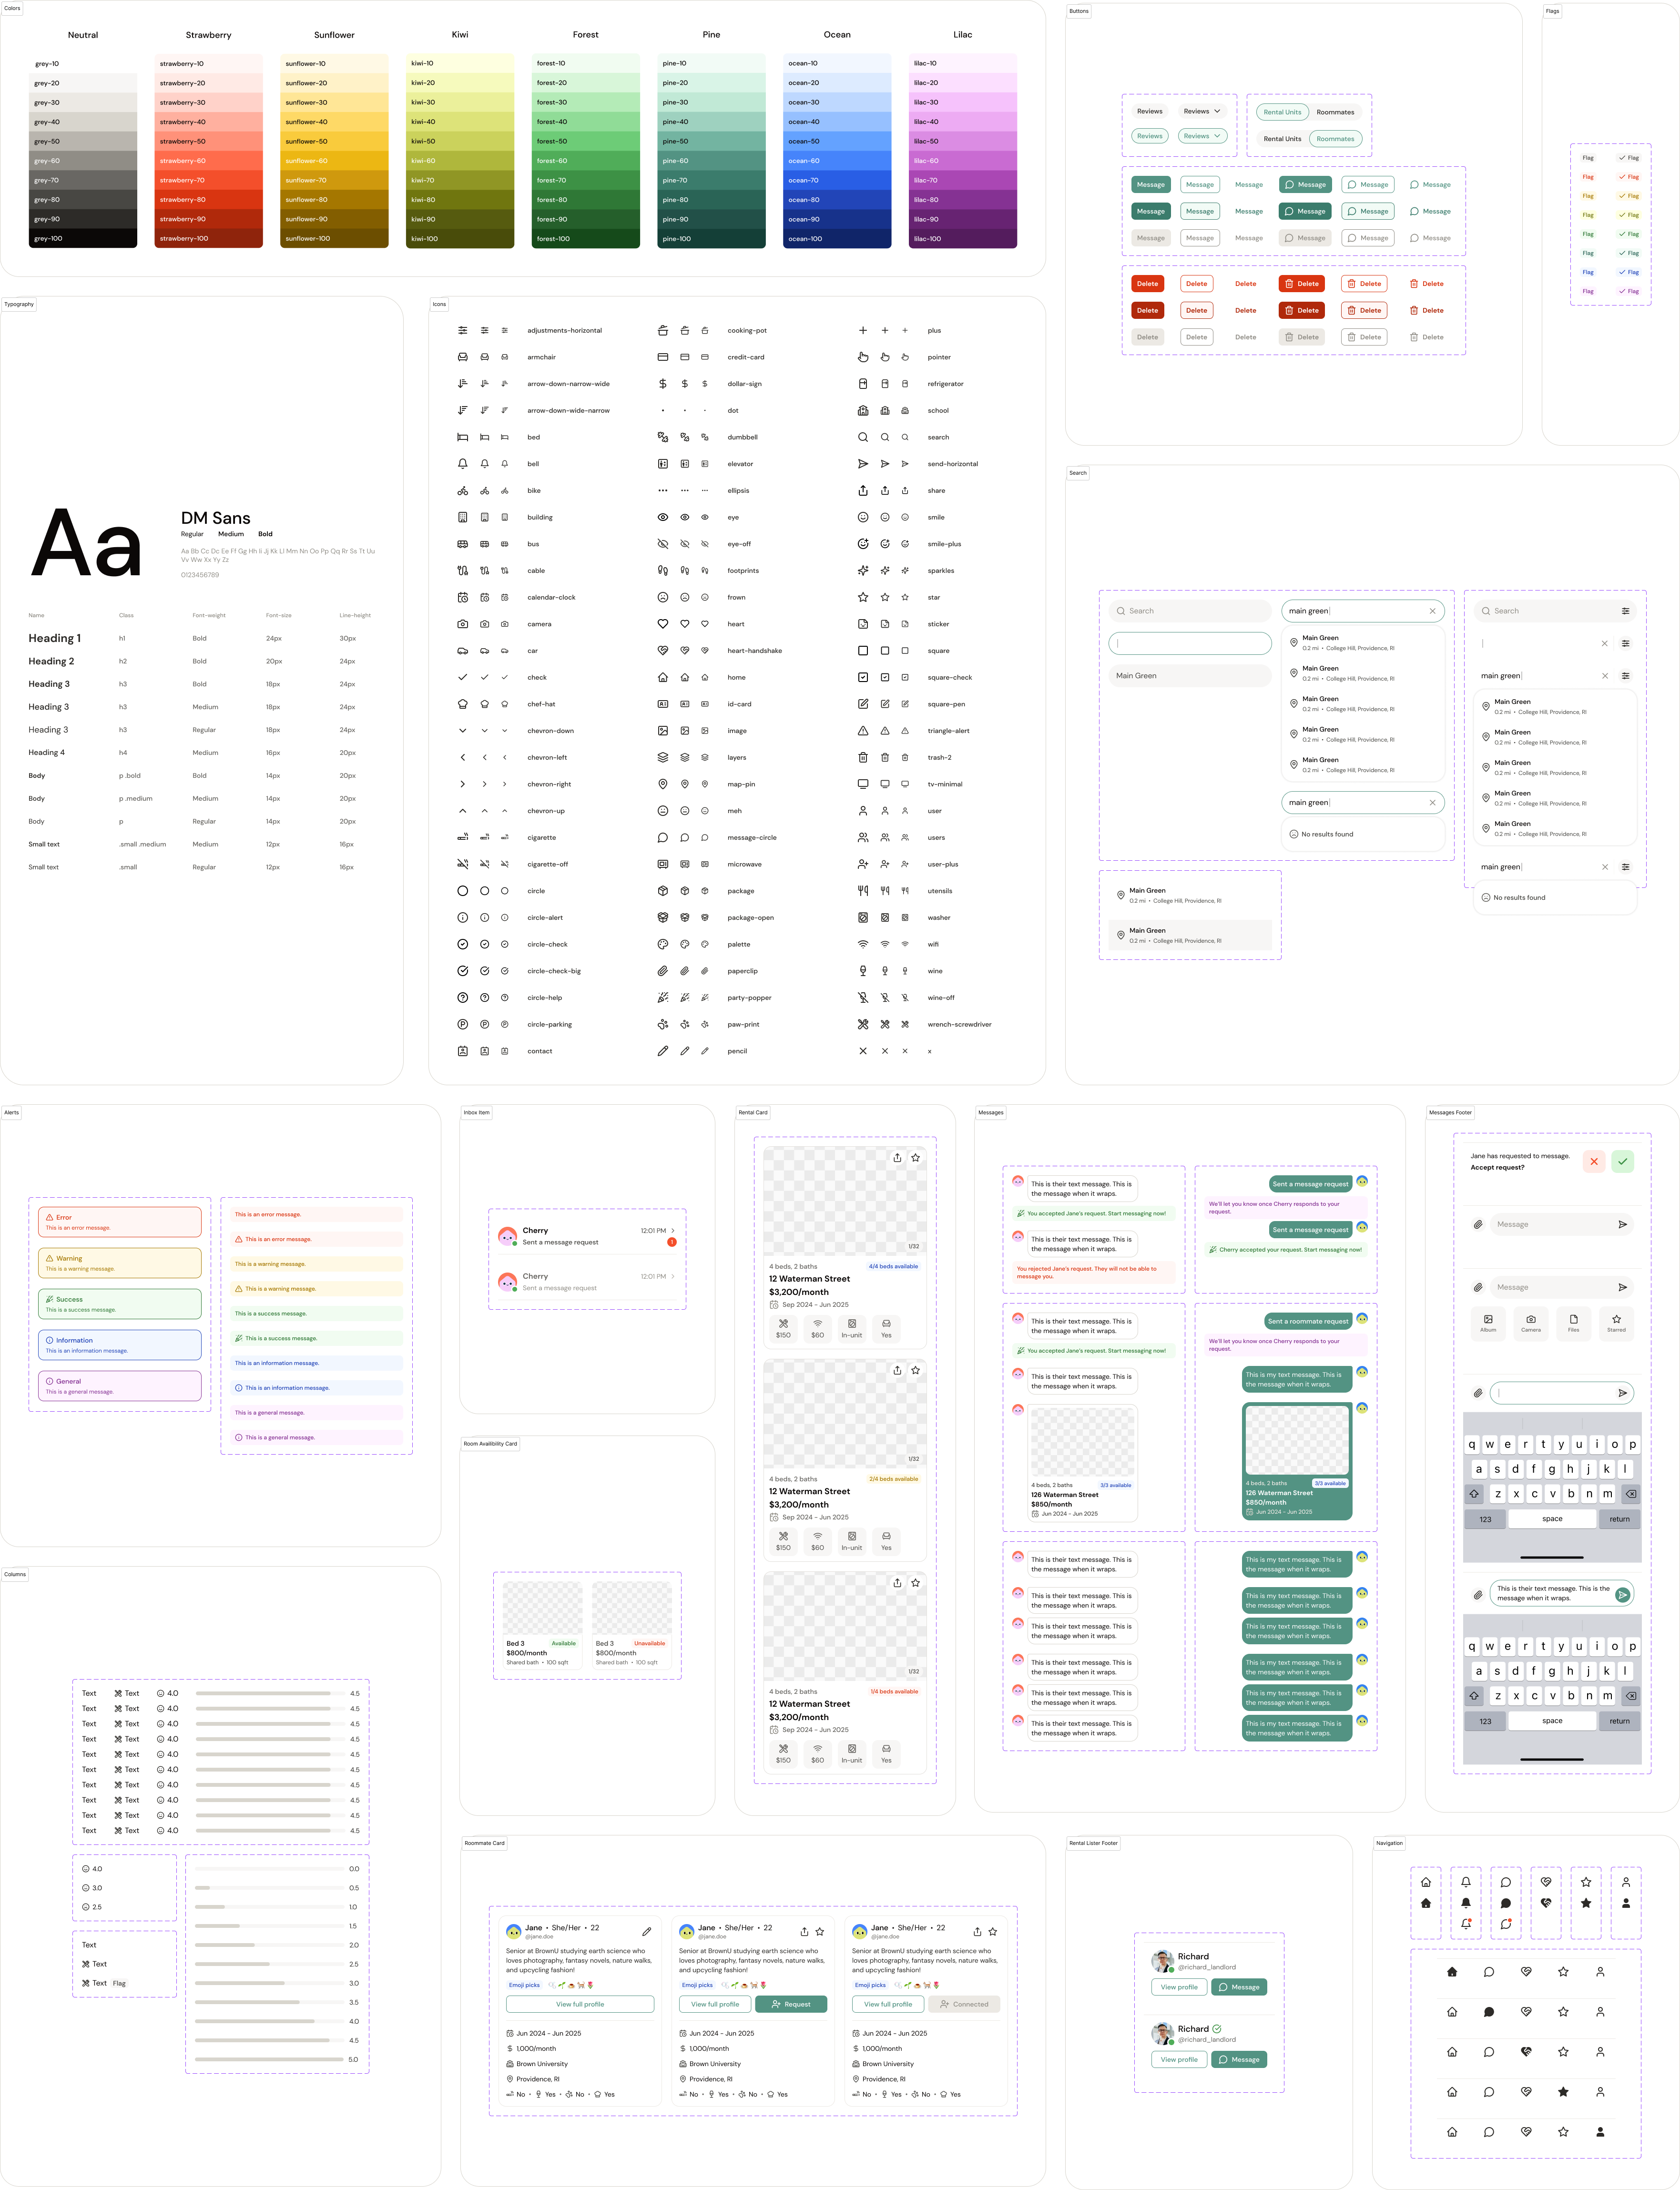 Colors
Neutral Strawberry Sunflower Kiwi Forest Pine Ocean Lilac
grey-10 strawberry-10 sunflower-10 kiwi-10 forest-10 pine-10 ocean-10 lilac-10
grey-20 strawberry-20 sunflower-20 kiwi-20 forest-20 pine-20 ocean-20 lilac-20
grey-30 strawberry-30 sunflower-30 kiwi-30 forest-30 pine-30 ocean-30 lilac-30
grey-40 strawberry-40 sunflower-40 kiwi-40 forest-40 pine-40 ocean-40 lilac-40
grey-50 strawberry-50 sunflower-50 kiwi-50 forest-50 pine-50 ocean-50 lilac-50
grey-60 strawberry-60 sunflower-60 kiwi-60 forest-60 pine-60 ocean-60 lilac-60
grey-70 strawberry-70 sunflower-70 kiwi-70 forest-70 pine-70 ocean-70 lilac-70
grey-80 strawberry-80 sunflower-80 kiwi-80 forest-80 pine-80 ocean-80 lilac-80
grey-90 strawberry-90 sunflower-90 kiwi-90 forest-90 pine-90 ocean-90 lilac-90
grey-100 strawberry-100 sunflower-100 kiwi-100 forest-100 pine-100 ocean-100 lilac-100
Buttons
Reviews Reviews Rental Units Roommates
Reviews Reviews Rental Units Roommates
Message Message Message Message Message Message
Message Message Message Message Message Message
Message Message Message Message Message Message
Delete Delete Delete Delete Delete Delete
Delete Delete Delete Delete Delete Delete
Delete Delete Delete Delete Delete Delete
Flags
Flag Flag
Flag Flag
Flag Flag
Flag Flag
Flag Flag
Flag Flag
Flag Flag
Flag Flag
Typography
Aa
DM Sans
Regular Medium Bold
Aa Bb Cc Dc Ee Ff Gg Hh Ii Jj Kk Ll Mm Nn Oo Pp Qq Rr Ss Tt Uu
Vv Ww Xx Yy Zz
0123456789
Name Class Font-weight Font-size Line-height
Heading 1 h1 Bold 24px 30px
Heading 2 h2 Bold 20px 24px
Heading 3 h3 Bold 18px 24px
Heading 3 h3 Medium 18px 24px
Heading 3 h3 Regular 18px 24px
Heading 4 h4 Medium 16px 20px
Body p .bold Bold 14px 20px
Body p .medium Medium 14px 20px
Body p Regular 14px 20px
Small text .small .medium Medium 12px 16px
Small text .small Regular 12px 16px
Icons
adjustments-horizontal cooking-pot plus
armchair credit-card pointer
arrow-down-narrow-wide dollar-sign refrigerator
arrow-down-wide-narrow dot school
bed dumbbell search
bell elevator send-horizontal
bike ellipsis share
building eye smile
bus eye-off smile-plus
cable footprints sparkles
calendar-clock frown star
camera heart sticker
car heart-handshake square
check home square-check
chef-hat id-card square-pen
chevron-down image triangle-alert
chevron-left layers trash-2
chevron-right map-pin tv-minimal
chevron-up meh user
cigarette message-circle users
cigarette-off microwave user-plus
circle package utensils
circle-alert package-open washer
circle-check palette wifi
circle-check-big paperclip wine
circle-help party-popper wine-off
circle-parking paw-print wrench-screwdriver
contact pencil x
Search
Search
Main Green
main green
Main Green
0.2 mi • College Hill, Providence, RI
Main Green
0.2 mi • College Hill, Providence, RI
Main Green
0.2 mi • College Hill, Providence, RI
Main Green
0.2 mi • College Hill, Providence, RI
Main Green
0.2 mi • College Hill, Providence, RI
main green
No results found
Search
main green
Main Green
0.2 mi • College Hill, Providence, RI
Main Green
0.2 mi • College Hill, Providence, RI
Main Green
0.2 mi • College Hill, Providence, RI
Main Green
0.2 mi • College Hill, Providence, RI
Main Green
0.2 mi • College Hill, Providence, RI
main green
No results found
Main Green
0.2 mi • College Hill, Providence, RI
Main Green
0.2 mi • College Hill, Providence, RI
Alerts
Error
This is an error message.
Warning
This is a warning message.
Success
This is a success message.
Information
This is an information message.
General
This is a general message.
This is an error message.
This is an error message.
This is a warning message.
This is a warning message.
This is a success message.
This is a success message.
This is an information message.
This is an information message.
This is a general message.
This is a general message.
Inbox Item
Cherry 12:01 PM
Sent a message request 1
Cherry 12:01 PM
Sent a message request
Room Availibility Card
Bed 3 Available
$800/month
Shared bath • 100 sqft
Bed 3 Unavailable
$800/month
Shared bath • 100 sqft
Rental Card
1/32
4 beds, 2 baths 4/4 beds available
12 Waterman Street
$3,200/month
Sep 2024 - Jun 2025
$150 $60 In-unit Yes
1/32
4 beds, 2 baths 2/4 beds available
12 Waterman Street
$3,200/month
Sep 2024 - Jun 2025
$150 $60 In-unit Yes
1/32
4 beds, 2 baths 1/4 beds available
12 Waterman Street
$3,200/month
Sep 2024 - Jun 2025
$150 $60 In-unit Yes
Messages
This is their text message. This is
the message when it wraps.
You accepted Jane's request. Start messaging now!
This is their text message. This is
the message when it wraps.
You rejected Jane's request. They will not be able to
message you.
Sent a message request
We'll let you know once Cherry responds to your
request.
Sent a message request
Cherry accepted your request. Start messaging now!
This is their text message. This is
the message when it wraps.
You accepted Jane's request. Start messaging now!
This is their text message. This is
the message when it wraps.
4 beds, 2 baths 3/3 available
126 Waterman Street
$850/month
Jun 2024 - Jun 2025
Sent a roommate request
We'll let you know once Cherry responds to your
request.
This is my text message. This is
the message when it wraps.
4 beds, 2 baths 3/3 available
126 Waterman Street
$850/month
Jun 2024 - Jun 2025
This is their text message. This is
the message when it wraps.
This is their text message. This is
the message when it wraps.
This is their text message. This is
the message when it wraps.
This is their text message. This is
the message when it wraps.
This is their text message. This is
the message when it wraps.
This is their text message. This is
the message when it wraps.
This is my text message. This is
the message when it wraps.
This is my text message. This is
the message when it wraps.
This is my text message. This is
the message when it wraps.
This is my text message. This is
the message when it wraps.
This is my text message. This is
the message when it wraps.
This is my text message. This is
the message when it wraps.
Messages Footer
Jane has requested to message.
Accept request?
Message
Message
Album Camera Files Starred
q w e r t y u i o p
a s d f g h j k l
z x c v b n m
123 space return
This is their text message. This is the
message when it wraps.
q w e r t y u i o p
a s d f g h j k l
z x c v b n m
123 space return
Columns
Text Text 4.0 4.5
Text Text 4.0 4.5
Text Text 4.0 4.5
Text Text 4.0 4.5
Text Text 4.0 4.5
Text Text 4.0 4.5
Text Text 4.0 4.5
Text Text 4.0 4.5
Text Text 4.0 4.5
Text Text 4.0 4.5
4.0
3.0
2.5
Text
Text
Text Flag
0.0
0.5
1.0
1.5
2.0
2.5
3.0
3.5
4.0
4.5
5.0
Roommate Card
Jane • She/Her • 22
@jane.doe
Senior at BrownU studying earth science who
loves photography, fantasy novels, nature walks,
and upcycling fashion!
Emoji picks
View full profile
Jun 2024 - Jun 2025
1,000/month
Brown University
Providence, RI
No • Yes • No • Yes
Jane • She/Her • 22
@jane.doe
Senior at BrownU studying earth science who
loves photography, fantasy novels, nature walks,
and upcycling fashion!
Emoji picks
View full profile Request
Jun 2024 - Jun 2025
1,000/month
Brown University
Providence, RI
No • Yes • No • Yes
Jane • She/Her • 22
@jane.doe
Senior at BrownU studying earth science who
loves photography, fantasy novels, nature walks,
and upcycling fashion!
Emoji picks
View full profile Connected
Jun 2024 - Jun 2025
1,000/month
Brown University
Providence, RI
No • Yes • No • Yes
Rental Lister Footer
Richard
@richard_landlord
View profile Message
Richard
@richard_landlord
View profile Message
Navigation